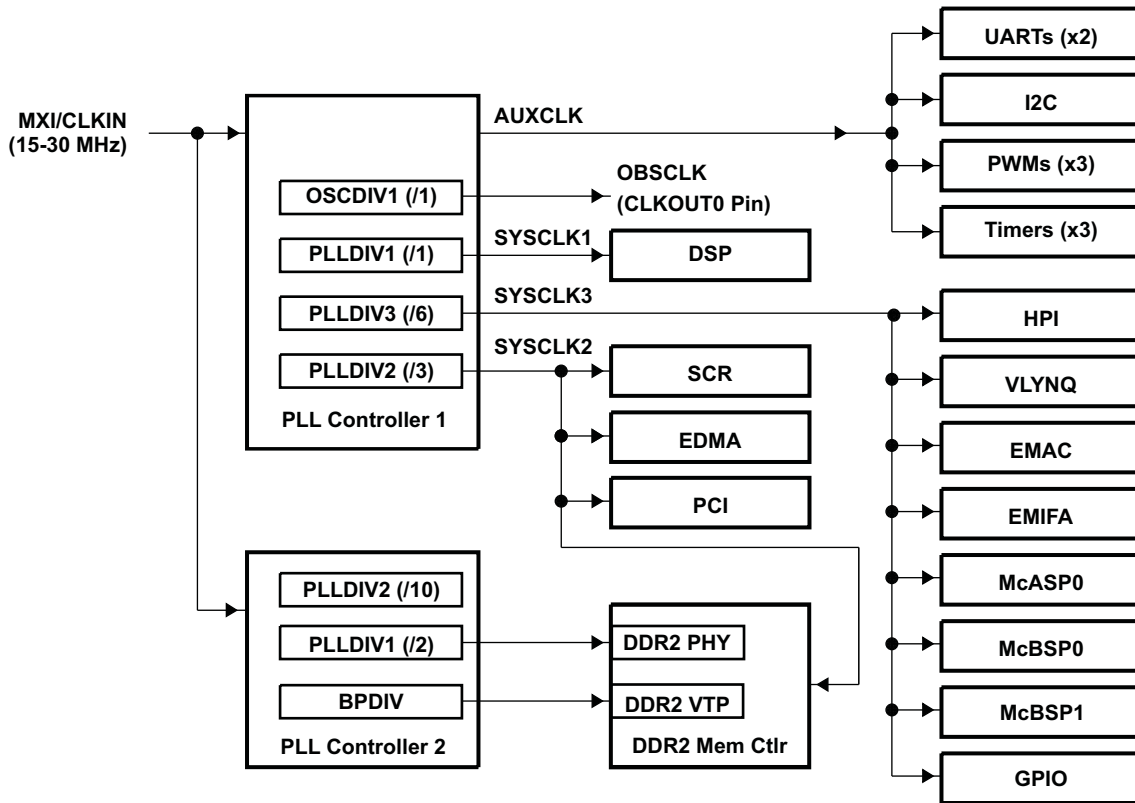 MXI/CLKIN
(15-30 MHz)
AUXCLK
OSCDIV1 (/1)
OBSCLK
(CLKOUT0 Pin)
PLLDIV1 (/1)
SYSCLK1
DSP
PLLDIV3 (/6)
SYSCLK3
PLLDIV2 (/3)
SYSCLK2
SCR
EDMA
PCI
PLL Controller 1
UARTs (x2)
I2C
PWMs (x3)
Timers (x3)
HPI
VLYNQ
EMAC
EMIFA
McASP0
McBSP0
McBSP1
GPIO
PLLDIV2 (/10)
PLLDIV1 (/2)
BPDIV
PLL Controller 2
DDR2 PHY
DDR2 VTP
DDR2 Mem Ctlr